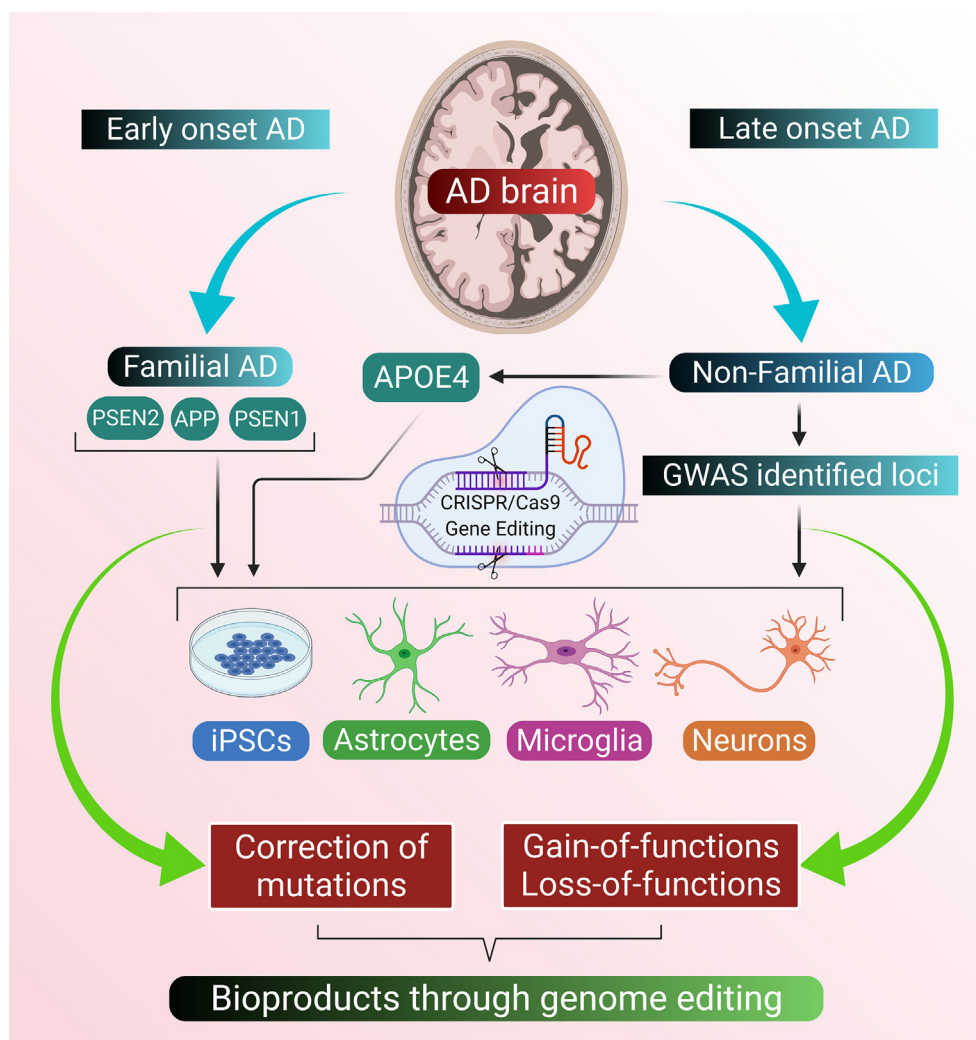 Early onset AD
Late onset AD
AD brain
Familial AD
APOE4
Non-Familial AD
PSEN2
APP
PSEN1
GWAS identified loci
CRISPR/Cas9
Gene Editing
iPSCs
Astrocytes
Microglia
Neurons
Correction of
mutations
Gain-of-functions
Loss-of-functions
Bioproducts through genome editing